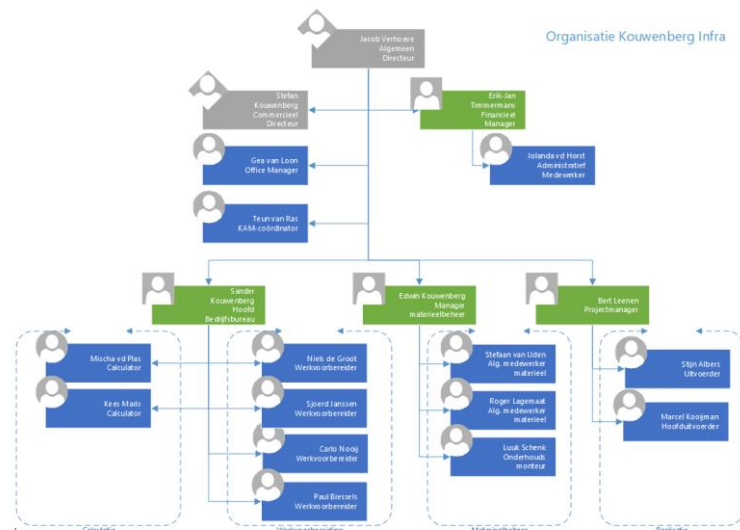 Organisatie Kouwenberg Infra
Jacob Verhoere
Algemeen
Directeur
Stefan
Kouwenberg
Commercieel
Directeur
Erik-Jan
Timmermans
Financieel
Manager
Gea van Loon
Office Manager
Jolanda vd Horst
Administratief
Medewerker
Teun van Ras
KAM-coördinator
Sander
Kouwenberg
Hoofd
Bedrijfsbureau
Edwin Kouwenberg
Manager
materieelbeheer
Bert Leenen
Projectmanager
Mischa vd Plas
Calculator
Kees Maris
Calculator
Niels de Groot
Werkvoorbereider
Sjoerd Janssen
Werkvoorbereider
Carlo Nooij
Werkvoorbereider
Paul Biessels
Werkvoorbereider
Stefaan van Uden
Alg. medewerker
materieel
Roger Lagemaat
Alg. medewerker
materieel
Luuk Schenk
Onderhouds
monteur
Stijn Albers
Uitvoerder
Marcel Kooijman
Hoofduitvoerder